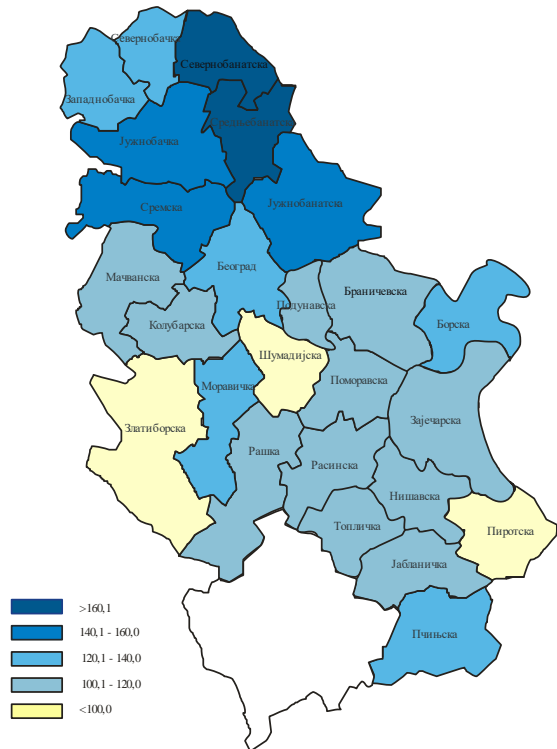 Севернобачка
Севернобанатска
Западнобачка
Средњобанатска
Јужнобачка
Јужнобанатска
Сремска
Београд
Мачванска
Браничевска
Подунавска
Колубарска
Борска
Шумадијска
Поморавска
Моравичка
Златиборска
Зајечарска
Рашка
Расинска
Нишавска
Топличка
Пиротска
Јабланичка
Пчињска
>160,1
140,1 - 160,0
120,1 - 140,0
100,1 - 120,0
<100,0